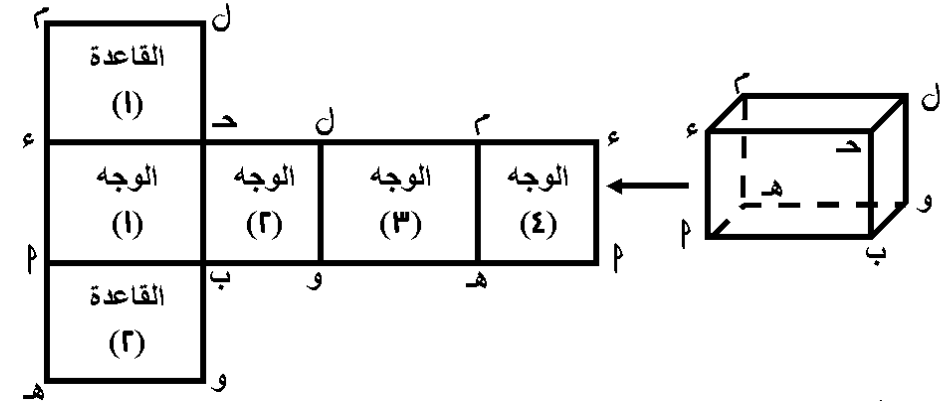 م ل
القاعدة
(١)
ء حـ ل م ء
الوجه
(١)
الوجه
(٢)
الوجه
(٣)
الوجه
(٤)
م ب و هـ م
القاعدة
(٢)
هـ و
م ل
ء حـ
هـ و
م ب